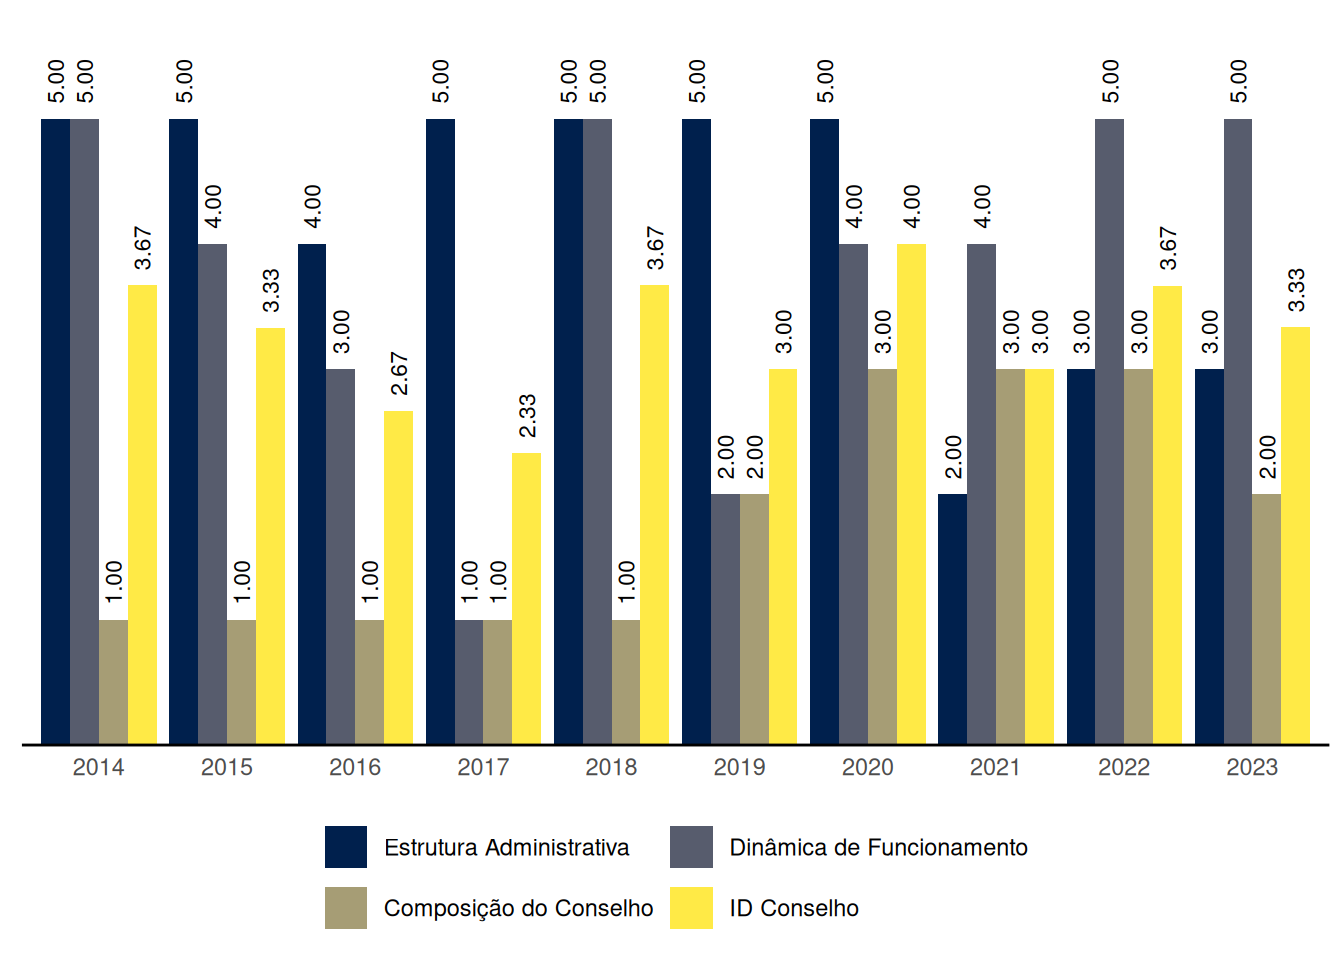 5.00 5.00 1.00 3.67
5.00 4.00 1.00 3.33
4.00 3.00 1.00 2.67
5.00 1.00 1.00 2.33
5.00 5.00 1.00 3.67
5.00 2.00 2.00 3.00
5.00 4.00 3.00 4.00
2.00 4.00 3.00 3.00
3.00 5.00 3.00 3.67
3.00 5.00 2.00 3.33
2014 2015 2016 2017 2018 2019 2020 2021 2022 2023
Estrutura Administrativa Dinâmica de Funcionamento
Composição do Conselho ID Conselho